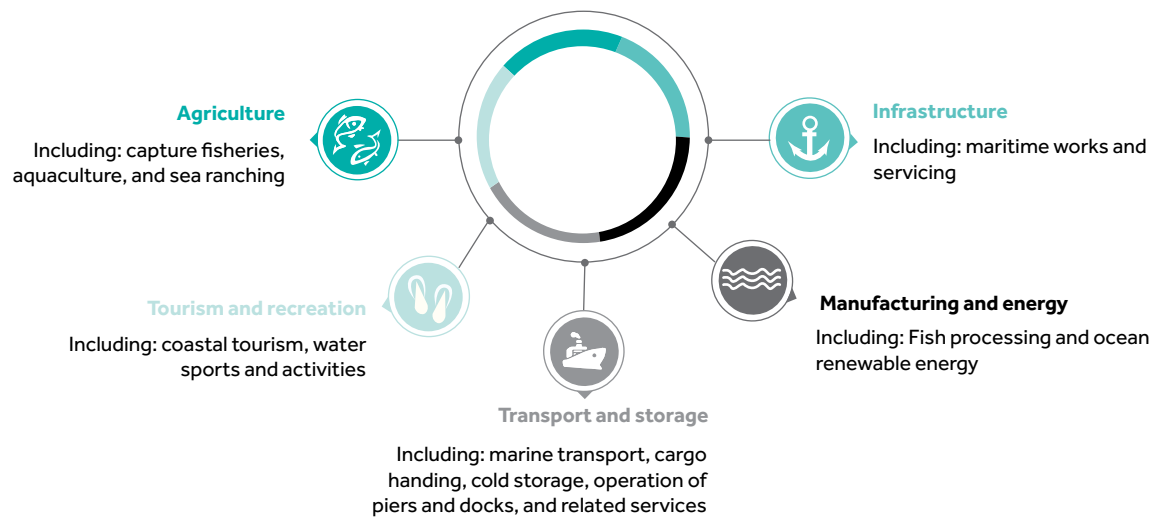 Agriculture
Including: capture fisheries,
aquaculture, and sea ranching
Infrastructure
Including: maritime works and
servicing
Tourism and recreation
Including: coastal tourism, water
sports and activities
Manufacturing and energy
Including: Fish processing and ocean
renewable energy
Transport and storage
Including: marine transport, cargo
handing, cold storage, operation of
piers and docks, and related services